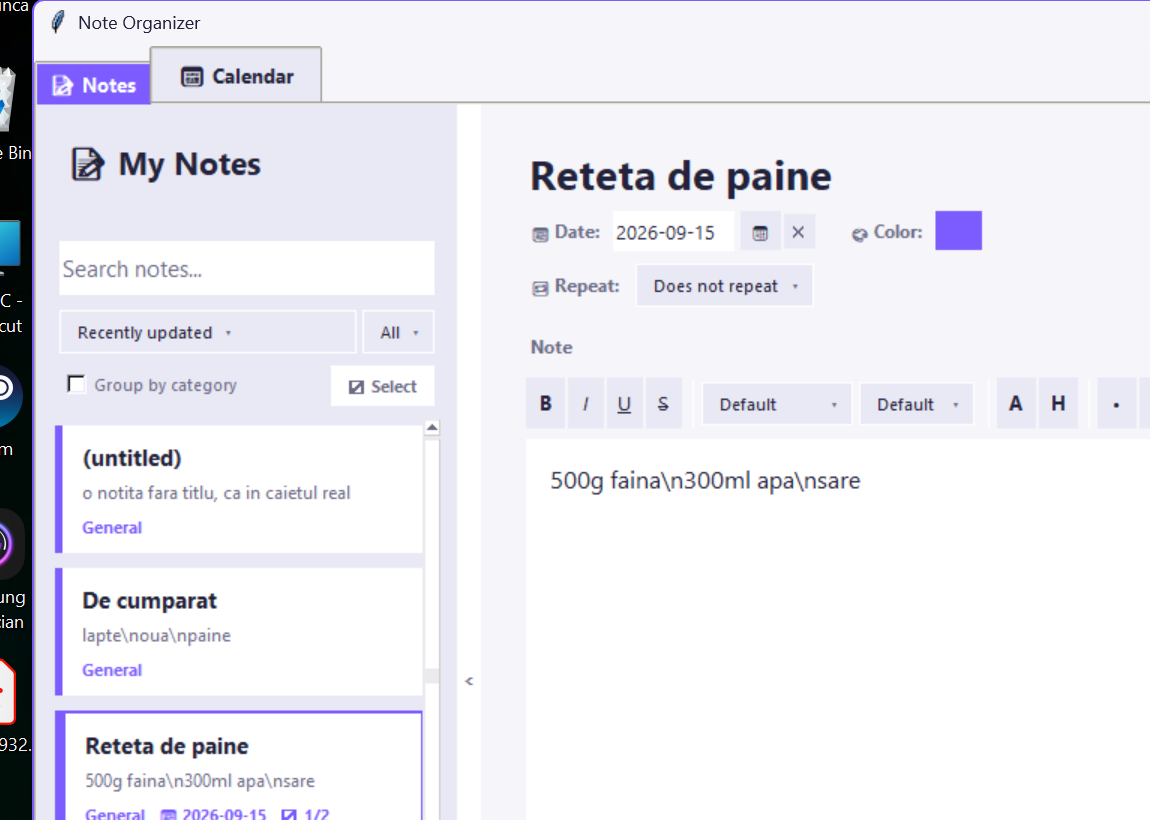 inca
Note Organizer
Notes
Calendar
e Bin
My Notes
Reteta de paine
Date: 2026-09-15
Color:
Search notes...
C -
Repeat: Does not repeat
cut
Recently updated
All
Note
Group by category
Select
B I U S Default Default A H •
m
(untitled)
o notita fara titlu, ca in caietul real
General
500g faina\n300ml apa\nsare
ung
cian
De cumparat
lapte\noua\npaine
General
<
932.
Reteta de paine
500g faina\n300ml apa\nsare
General 2026-09-15 1/2